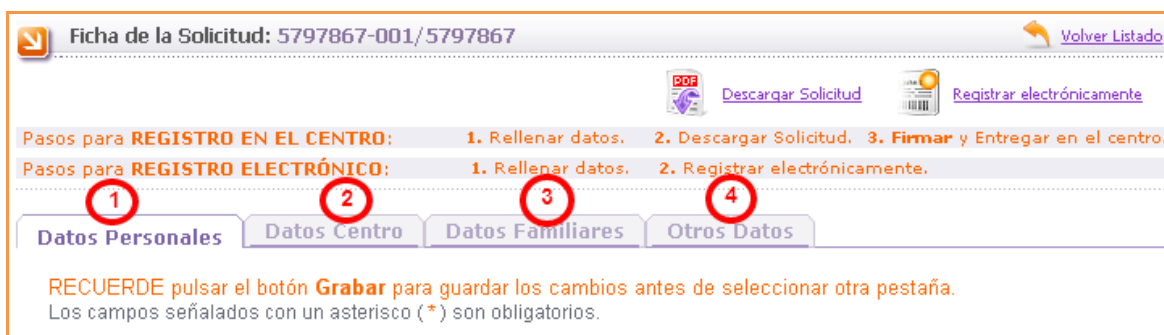 Ficha de la Solicitud: 5797867-001/5797867
Volver Listado
PDF
Descargar Solicitud
Registrar electrónicamente
Pasos para REGISTRO EN EL CENTRO: 1. Rellenar datos. 2. Descargar Solicitud. 3. Firmar y Entregar en el centro.
Pasos para REGISTRO ELECTRÓNICO: 1. Rellenar datos. 2. Registrar electrónicamente.
1 2 3 4
Datos Personales Datos Centro Datos Familiares Otros Datos
RECUERDE pulsar el botón Grabar para guardar los cambios antes de seleccionar otra pestaña.
Los campos señalados con un asterisco (*) son obligatorios.